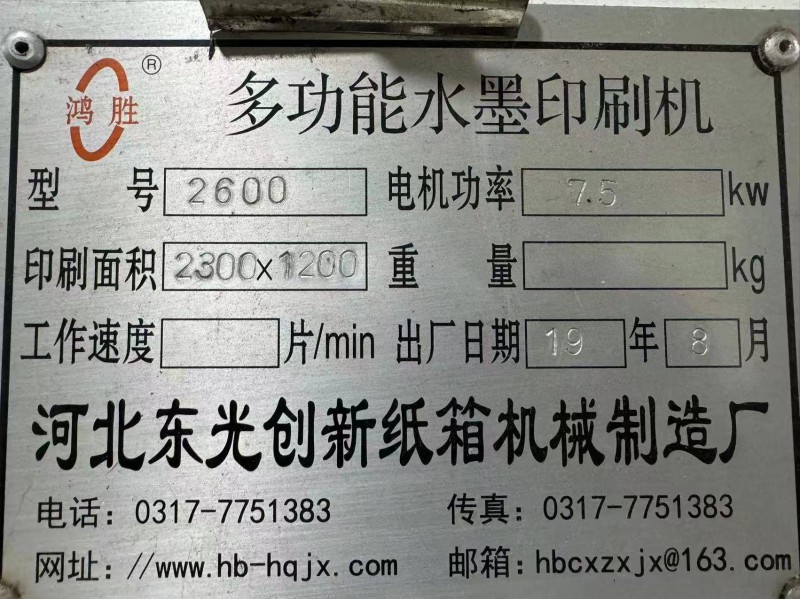 鸿胜®
多功能水墨印刷机
型 号 2600 电机功率 7.5 kw
印刷面积 2300x1200 重 量 kg
工作速度 片/min 出厂日期 19 年 8 月
河北东光创新纸箱机械制造厂
电话：0317-7751383 传真：0317-7751383
网址：//www.hb-hqjx.com 邮箱：hbcxzxjx@163.com